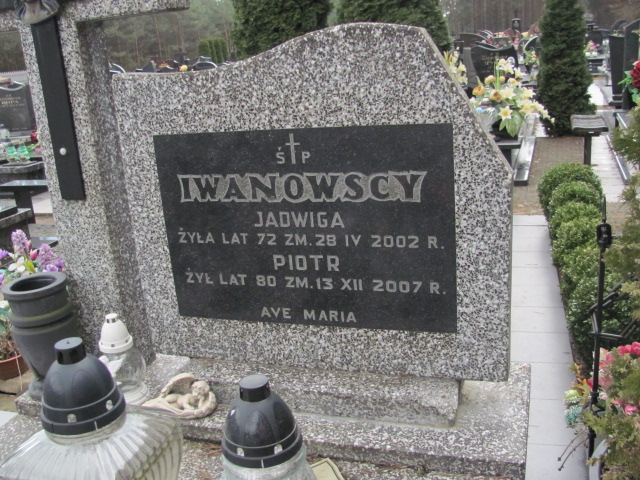 Ś P
IWANOWSCY
JADWIGA
ŻYŁA LAT 72 ZM. 28 IV 2002 R.
PIOTR
ŻYŁ LAT 80 ZM. 13 XII 2007 R.
AVE MARIA